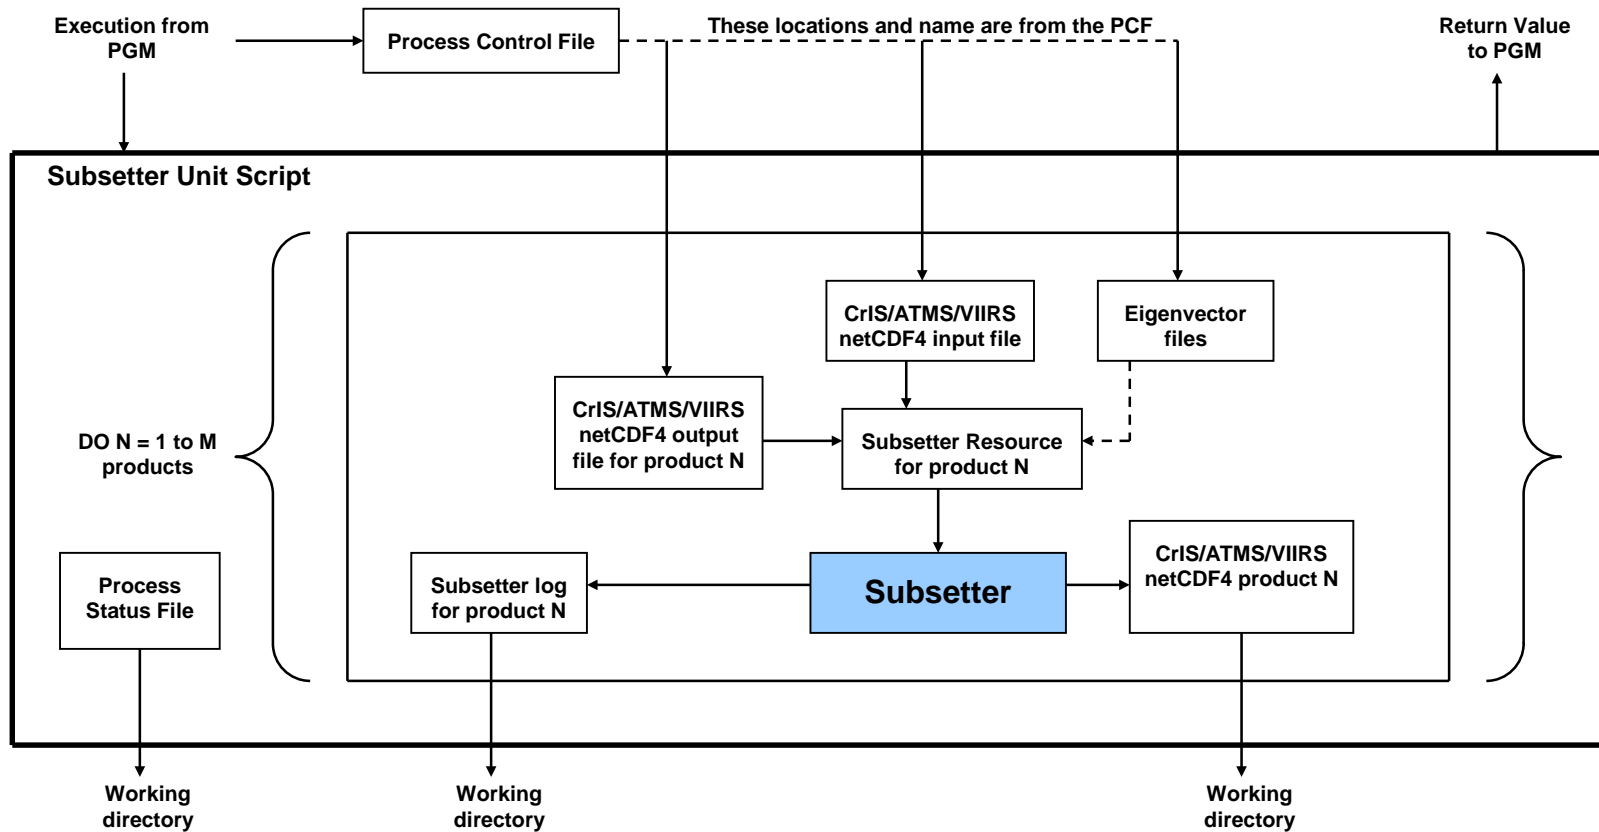 Execution from
PGM
Process Control File
These locations and name are from the PCF
Return Value
to PGM
Subsetter Unit Script
CrIS/ATMS/VIIRS
netCDF4 input file
Eigenvector
files
CrIS/ATMS/VIIRS
netCDF4 output
file for product N
Subsetter Resource
for product N
DO N = 1 to M
products
Process
Status File
Subsetter log
for product N
Subsetter
CrIS/ATMS/VIIRS
netCDF4 product N
Working
directory
Working
directory
Working
directory